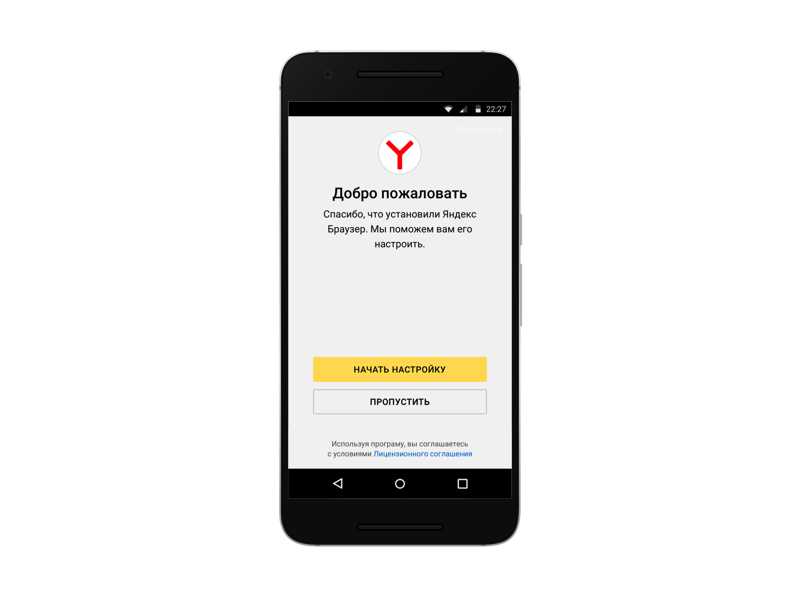 22:27
Добро пожаловать
Спасибо, что установили Яндекс
Браузер. Мы поможем вам его
настроить.
НАЧАТЬ НАСТРОЙКУ
ПРОПУСТИТЬ
Используя програму, вы соглашаетесь
с условиями Лицензионного соглашения